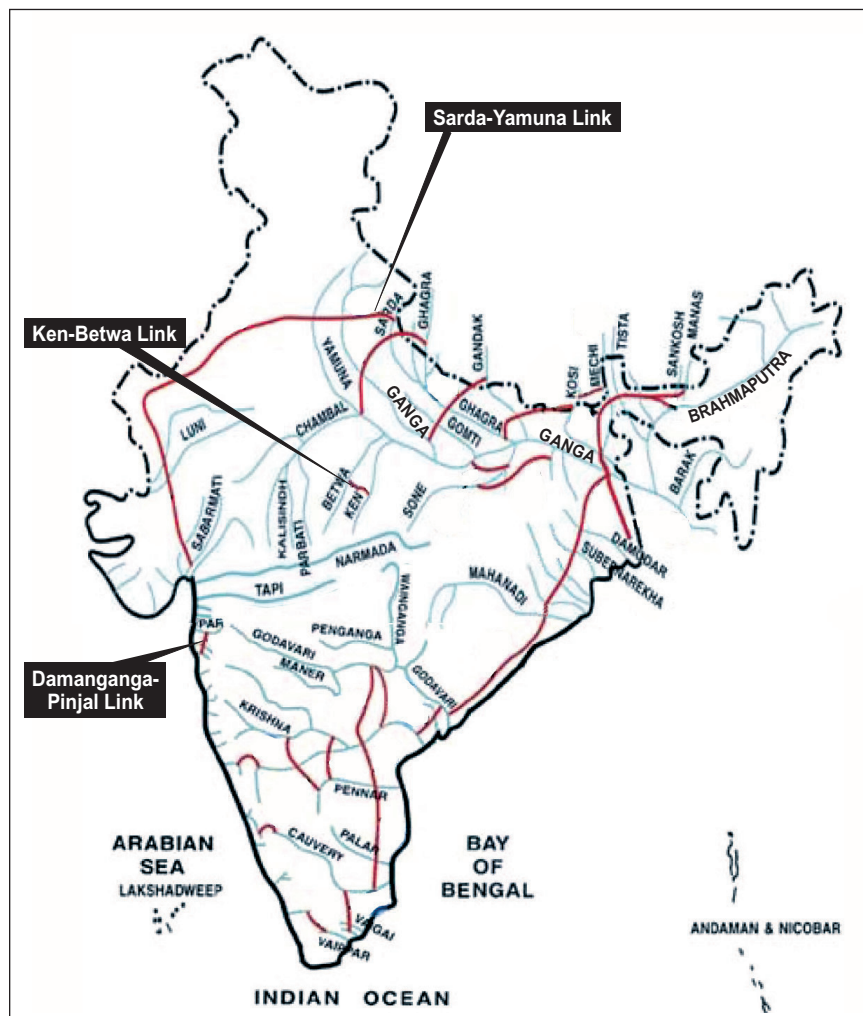 Sarda-Yamuna Link
Ken-Betwa Link
SARDA
GHAGRA
GANDAK
KOSI
MECHI
TISTA
SANKOSH
MANAS
BRAHMAPUTRA
YAMUNA
GANGA
GHAGRA
GOMTI
GANGA
CHAMBAL
LUNI
BARAK
BETWA
KEN
SONE
KALISINDH
PARBATI
SABARMATI
DAMODAR
SUBERNAREKHA
NARMADA
TAPI
MAHANADI
WAINGANGA
PAR
PENGANGA
GODAVARI
MANER
GODAVARI
Damanganga-
Pinjal Link
KRISHNA
PENNAR
PALAR
CAUVERY
ARABIAN
SEA
LAKSHADWEEP
BAY
OF
BENGAL
VAIGAI
VAIPPAR
ANDAMAN & NICOBAR
INDIAN OCEAN